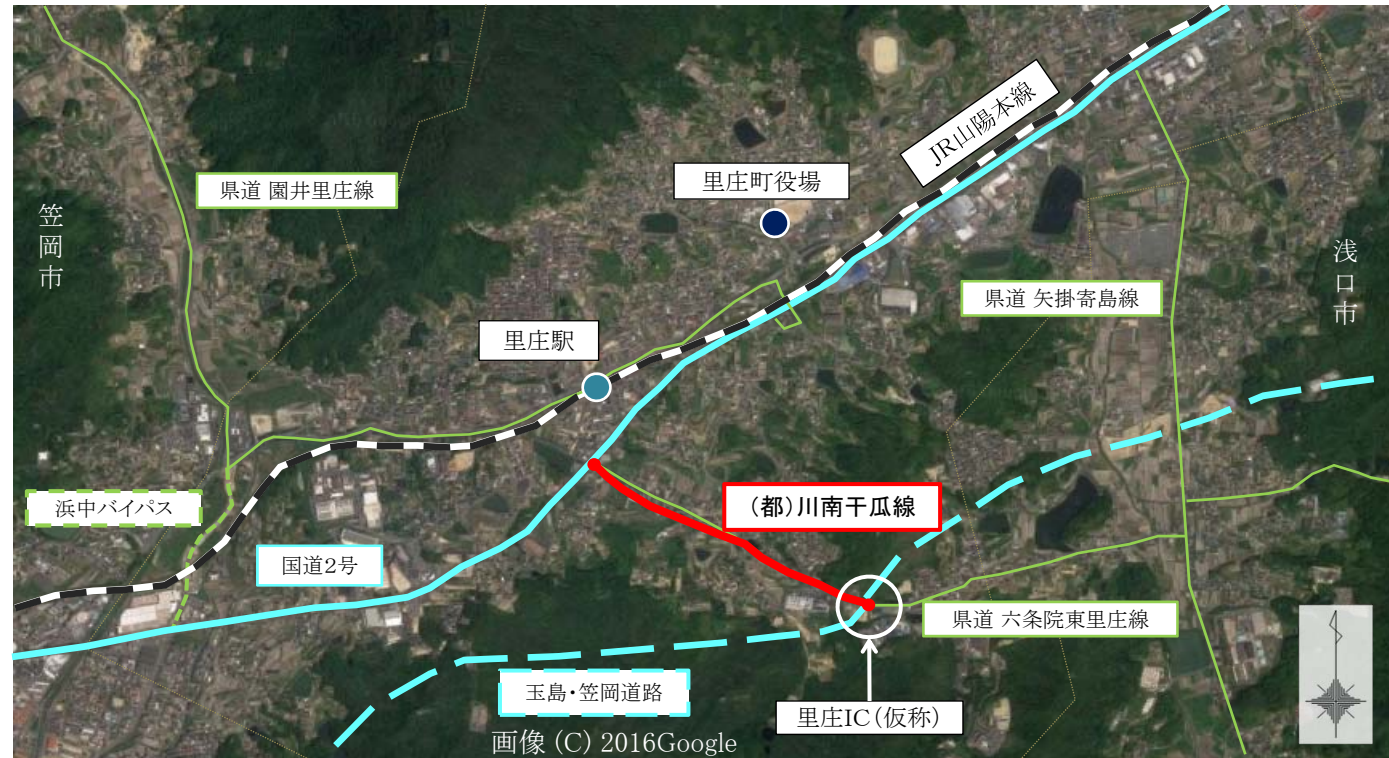 JR山陽本線
里庄町役場
県道 園井里庄線
笠岡市
浅口市
県道 矢掛寄島線
里庄駅
(都)川南干瓜線
浜中バイパス
国道2号
県道 六条院東里庄線
玉島・笠岡道路
里庄IC(仮称)
画像 (C) 2016Google